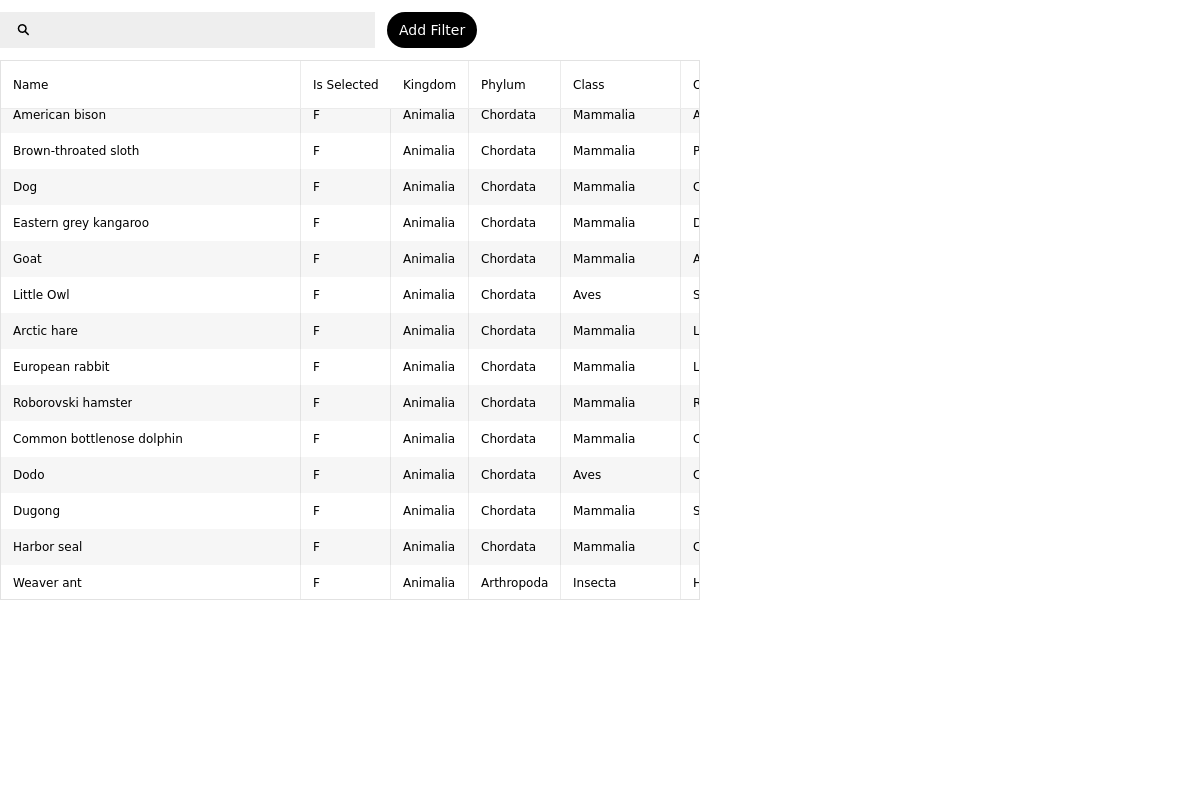 Add Filter
Name Is Selected Kingdom Phylum Class
American bison F Animalia Chordata Mammalia A
Brown-throated sloth F Animalia Chordata Mammalia P
Dog F Animalia Chordata Mammalia C
Eastern grey kangaroo F Animalia Chordata Mammalia D
Goat F Animalia Chordata Mammalia A
Little Owl F Animalia Chordata Aves S
Arctic hare F Animalia Chordata Mammalia L
European rabbit F Animalia Chordata Mammalia L
Roborovski hamster F Animalia Chordata Mammalia R
Common bottlenose dolphin F Animalia Chordata Mammalia C
Dodo F Animalia Chordata Aves C
Dugong F Animalia Chordata Mammalia S
Harbor seal F Animalia Chordata Mammalia C
Weaver ant F Animalia Arthropoda Insecta H